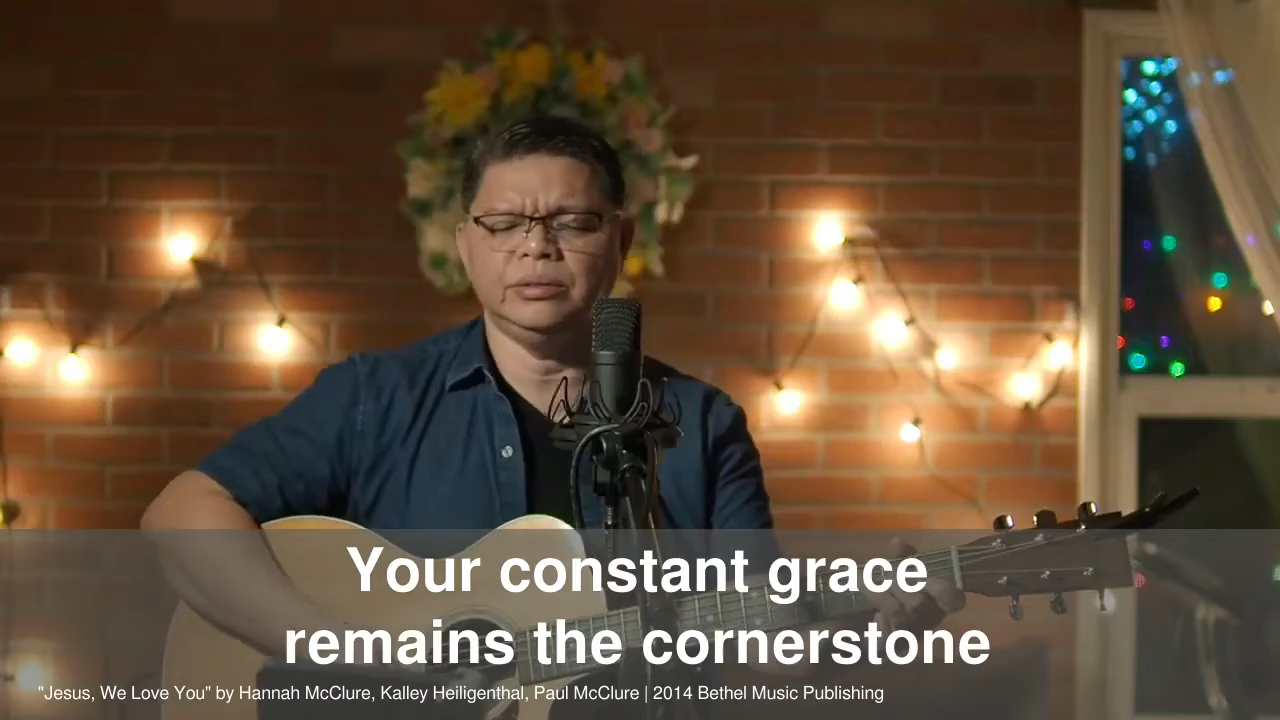 Your constant grace
remains the cornerstone
"Jesus, We Love You" by Hannah McClure, Kalley Heiligenthal, Paul McClure | 2014 Bethel Music Publishing